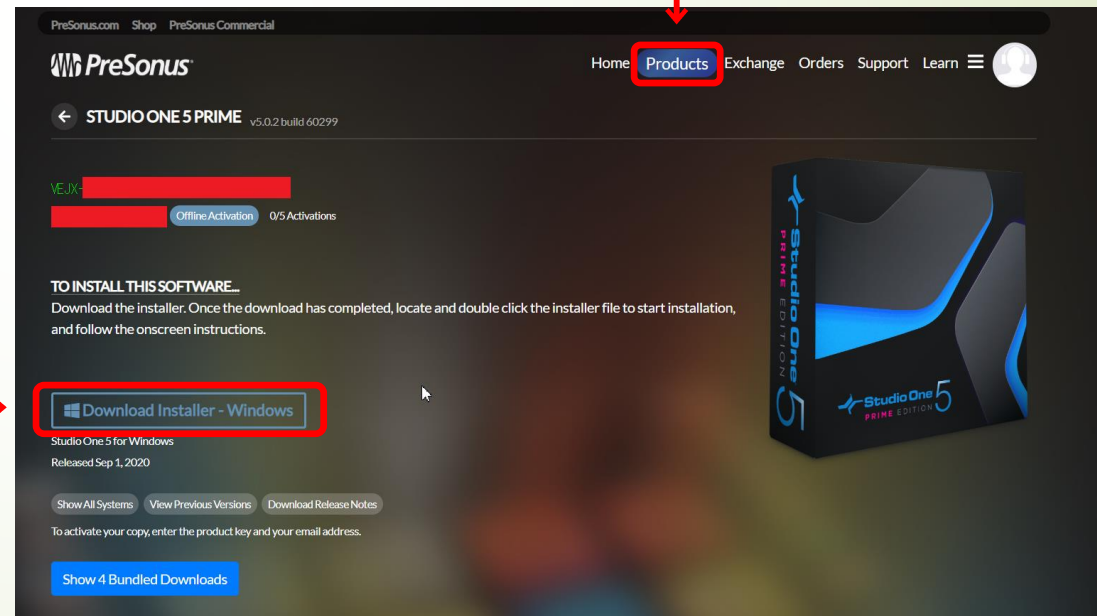 PreSonus.com Shop PreSonus Commercial
PreSonus
Home Products Exchange Orders Support Learn
STUDIO ONE 5 PRIME v5.0.2 build 60299
VEJX-
Offline Activation 0/5 Activations
TO INSTALL THIS SOFTWARE...
Download the installer. Once the download has completed, locate and double click the installer file to start installation,
and follow the onscreen instructions.
Download Installer - Windows
Studio One 5 for Windows
Released Sep 1, 2020
Show All Systems View Previous Versions Download Release Notes
To activate your copy, enter the product key and your email address.
Show 4 Bundled Downloads
Studio One 5
PRIME EDITION
Studio One 5
PRIME EDITION